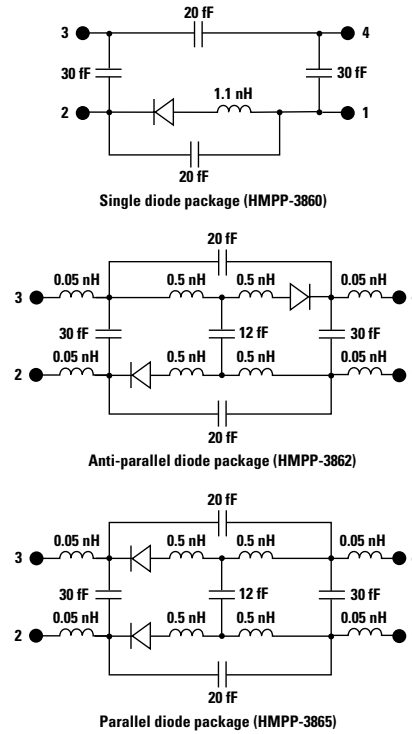 20 fF
3 4
30 fF 30 fF
1.1 nH
2 1
20 fF
Single diode package (HMPP-3860)
20 fF
0.05 nH 0.5 nH 0.5 nH 0.05 nH
3
30 fF 12 fF 30 fF
0.05 nH 0.5 nH 0.5 nH 0.05 nH
2
20 fF
Anti-parallel diode package (HMPP-3862)
20 fF
0.05 nH 0.5 nH 0.5 nH 0.05 nH
3
30 fF 12 fF 30 fF
0.05 nH 0.5 nH 0.5 nH 0.05 nH
2
20 fF
Parallel diode package (HMPP-3865)